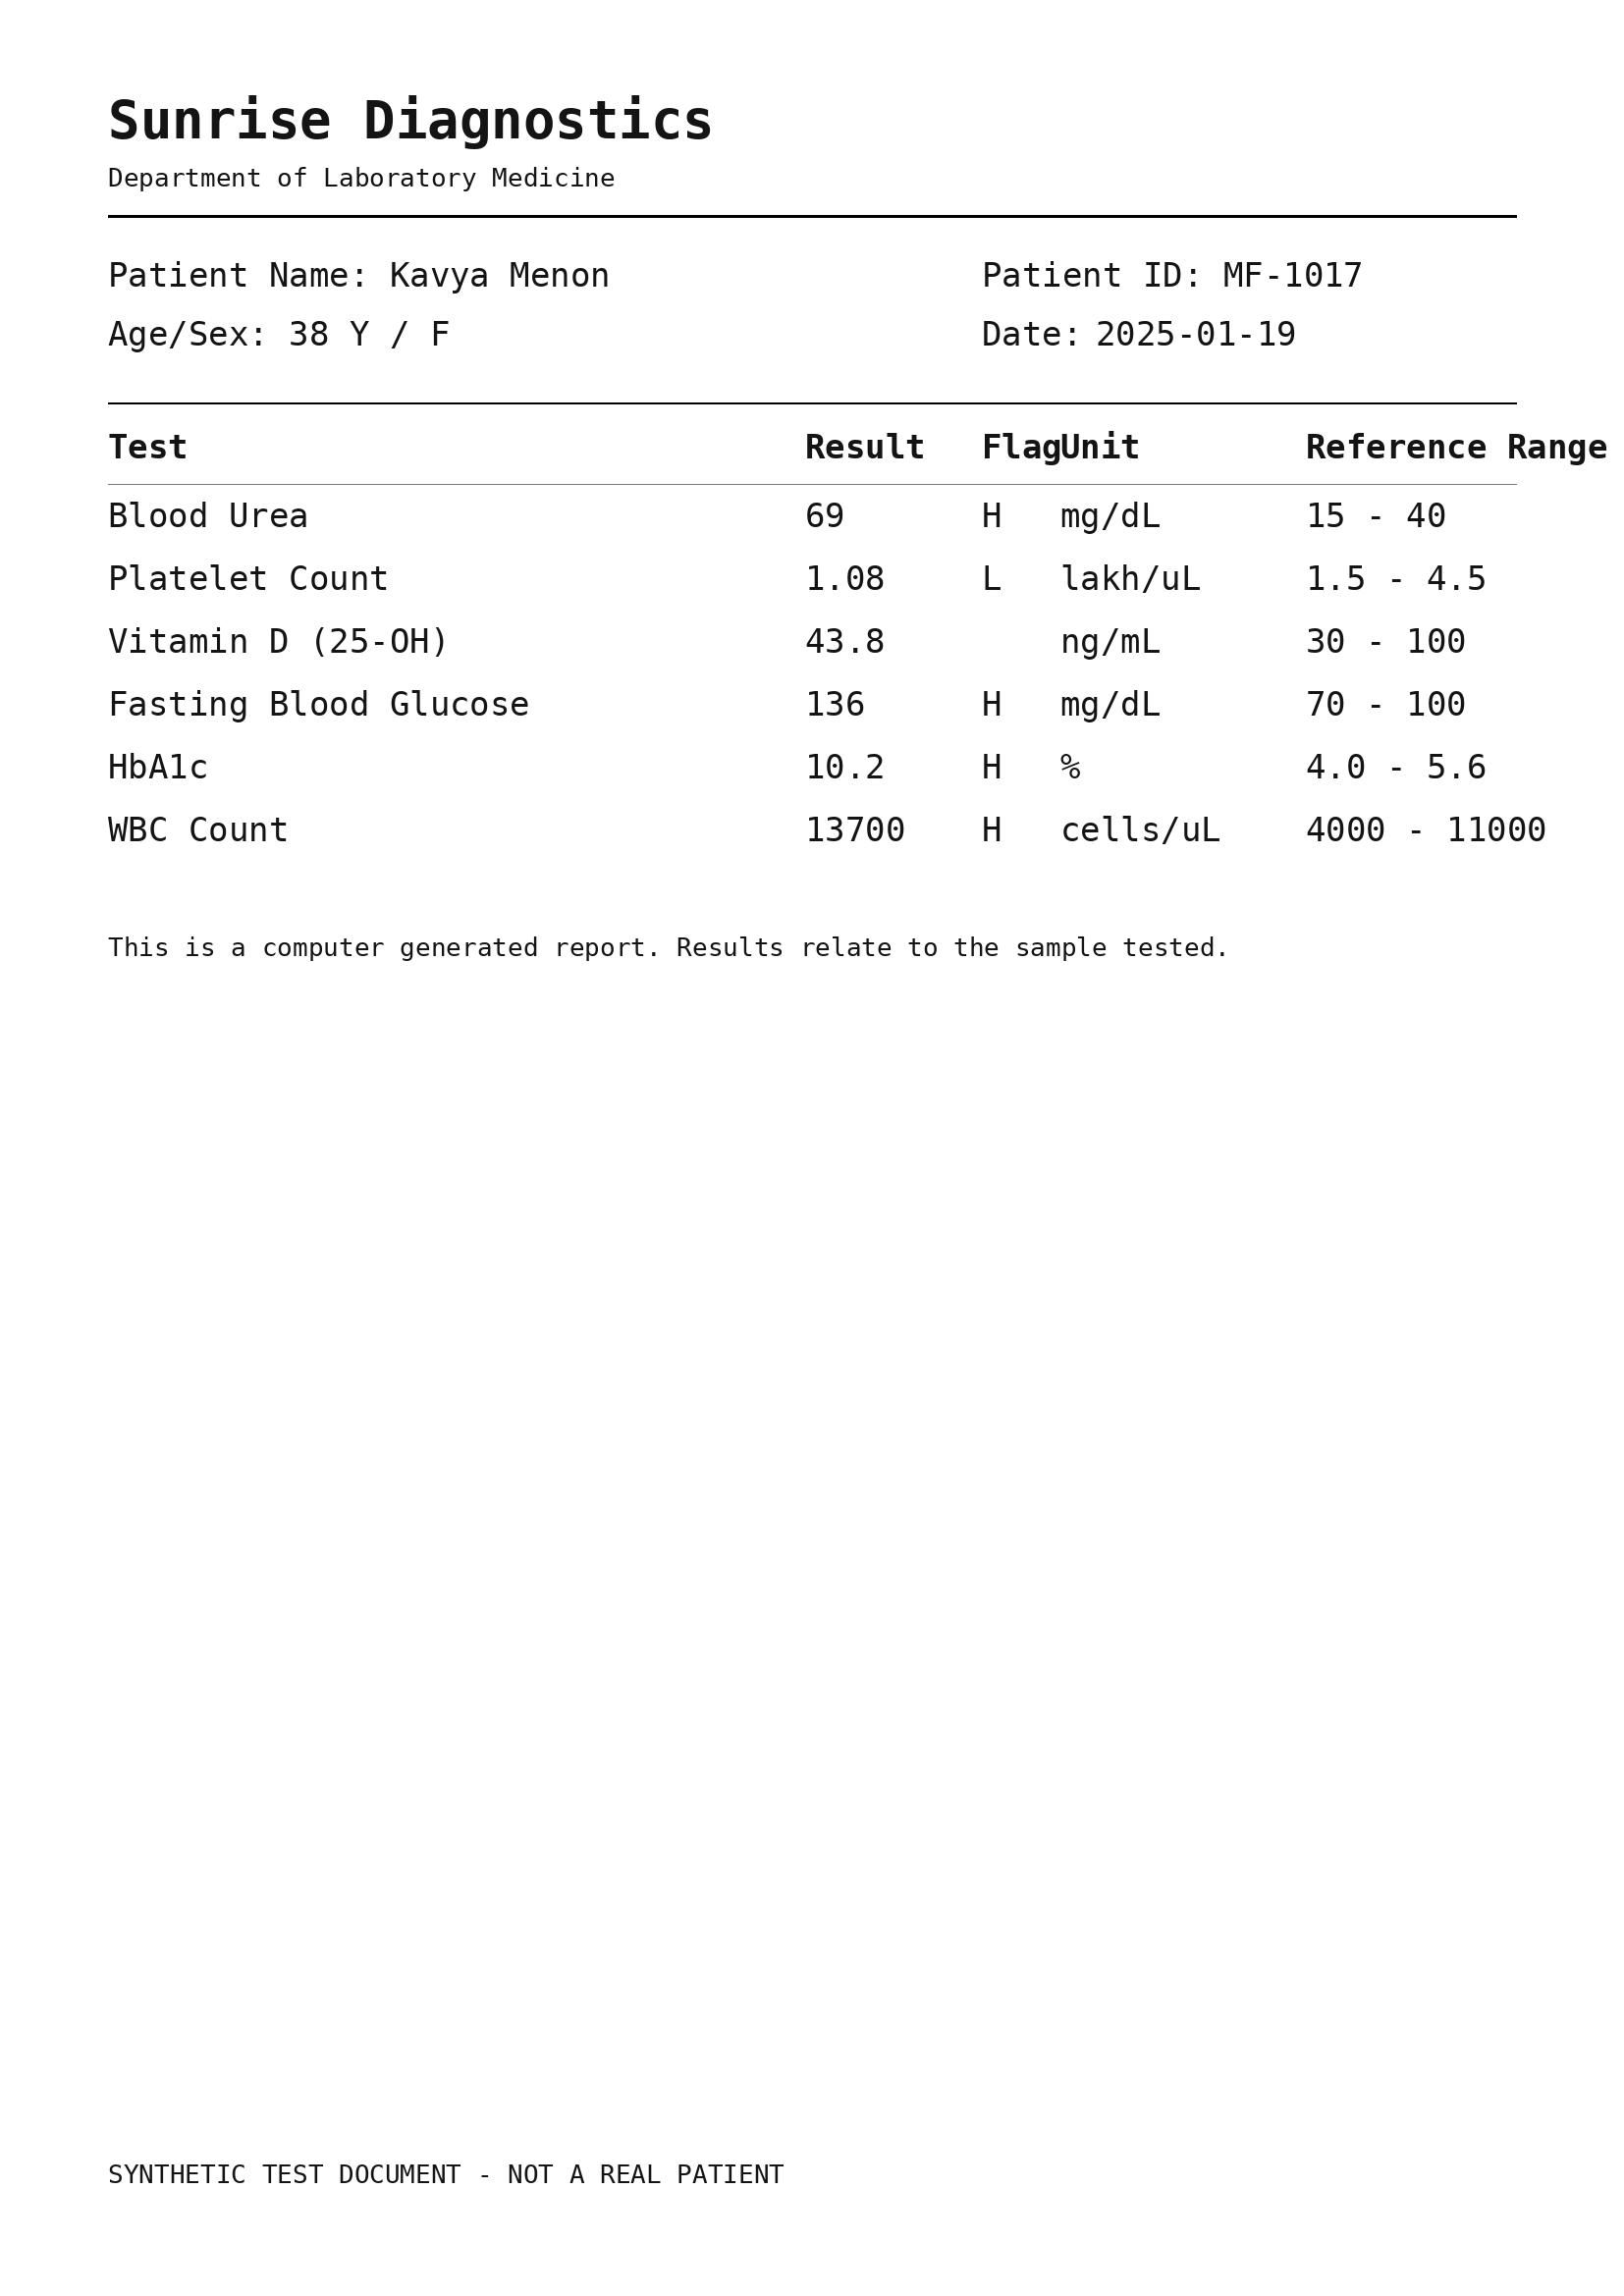 Sunrise Diagnostics
Department of Laboratory Medicine
Patient Name: Kavya Menon Patient ID: MF-1017
Age/Sex: 38 Y / F Date: 2025-01-19
Test Result Flag Unit Reference Range
Blood Urea 69 H mg/dL 15 - 40
Platelet Count 1.08 L lakh/uL 1.5 - 4.5
Vitamin D (25-OH) 43.8 ng/mL 30 - 100
Fasting Blood Glucose 136 H mg/dL 70 - 100
HbA1c 10.2 H % 4.0 - 5.6
WBC Count 13700 H cells/uL 4000 - 11000
This is a computer generated report. Results relate to the sample tested.
SYNTHETIC TEST DOCUMENT - NOT A REAL PATIENT